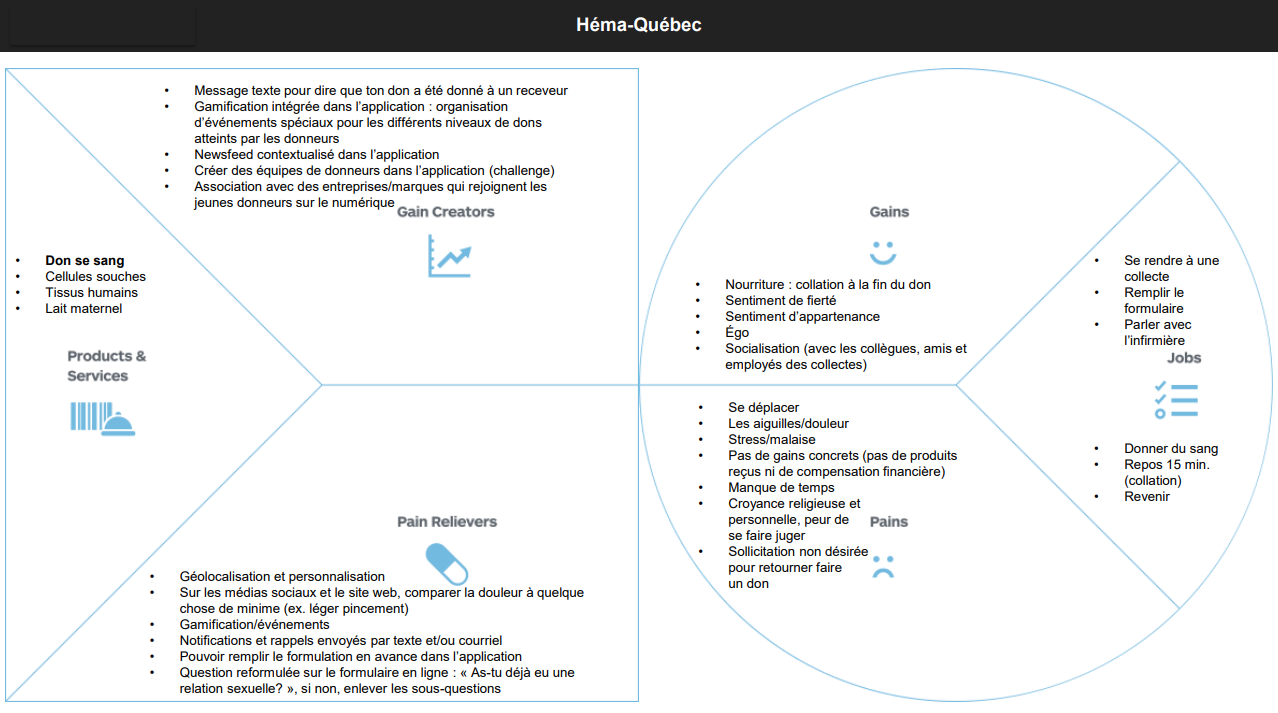 Héma-Québec
• Message texte pour dire que ton don a été donné à un receveur
• Gamification intégrée dans l'application : organisation
d'événements spéciaux pour les différents niveaux de dons
atteints par les donneurs
• Newsfeed contextualisé dans l'application
• Créer des équipes de donneurs dans l'application (challenge)
• Association avec des entreprises/marques qui rejoignent les
jeunes donneurs sur le numérique
Gain Creators
• Don se sang
• Cellules souches
• Tissus humains
• Lait maternel
Products &
Services
Pain Relievers
• Géolocalisation et personnalisation
• Sur les médias sociaux et le site web, comparer la douleur à quelque
chose de minime (ex. léger pincement)
• Gamification/événements
• Notifications et rappels envoyés par texte et/ou courriel
• Pouvoir remplir le formulation en avance dans l'application
• Question reformulée sur le formulaire en ligne : « As-tu déjà eu une
relation sexuelle? », si non, enlever les sous-questions
Gains
• Nourriture : collation à la fin du don
• Sentiment de fierté
• Sentiment d'appartenance
• Égo
• Socialisation (avec les collègues, amis et
employés des collectes)
• Se déplacer
• Les aiguilles/douleur
• Stress/malaise
• Pas de gains concrets (pas de produits
reçus ni de compensation financière)
• Manque de temps
• Croyance religieuse et
personnelle, peur de
se faire juger
• Sollicitation non désirée
pour retourner faire
un don
Pains
• Se rendre à une
collecte
• Remplir le
formulaire
• Parler avec
l'infirmière
Jobs
• Donner du sang
• Repos 15 min.
(collation)
• Revenir